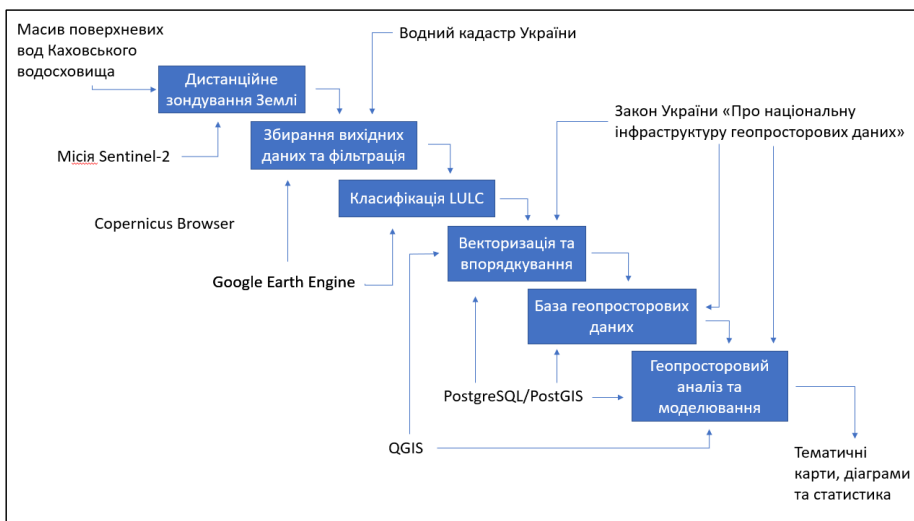 Масив поверхневих
вод Каховського
водосховища
Водний кадастр України
Дистанційне
зондування Землі
Закон України «Про національну
інфраструктуру геопросторових даних»
Збирання вихідних
даних та фільтрація
Місія Sentinel-2
Класифікація LULC
Copernicus Browser
Векторизація та
впорядкування
Google Earth Engine
База геопросторових
даних
Геопросторовий
аналіз та
моделювання
PostgreSQL/PostGIS
QGIS
Тематичні
карти, діаграми
та статистика